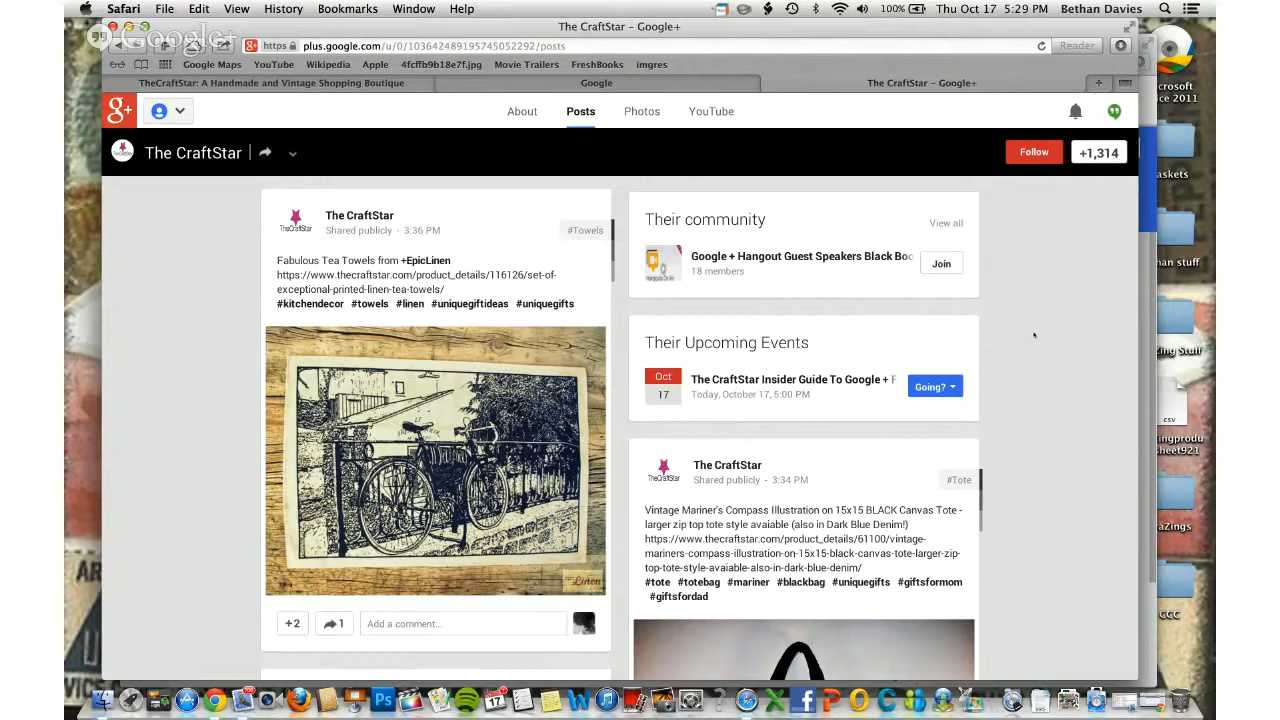 Safari File Edit View History Bookmarks Window Help
100% Thu Oct 17 5:29 PM Bethan Davies
Google+
The CraftStar – Google+
https plus.google.com/u/0/103642489195745052292/posts
Reader
Google Maps YouTube Wikipedia Apple 4fcffb9b18e7f.jpg Movie Trailers FreshBooks imgres
TheCraftStar: A Handmade and Vintage Shopping Boutique
Google
The CraftStar – Google+
g+
About Posts Photos YouTube
The CraftStar
Follow
+1,314
The CraftStar
Shared publicly - 3:36 PM
#Towels
Fabulous Tea Towels from +EpicLinen
https://www.thecraftstar.com/product_details/116126/set-of-
exceptional-printed-linen-tea-towels/
#kitchendecor #towels #linen #uniquegiftideas #uniquegifts
Linen
+2
1
Add a comment...
Their community
View all
Google + Hangout Guest Speakers Black Boo
18 members
Join
Their Upcoming Events
Oct
17
The CraftStar Insider Guide To Google +
Today, October 17, 5:00 PM
Going?
The CraftStar
Shared publicly - 3:34 PM
#Tote
Vintage Mariner's Compass Illustration on 15x15 BLACK Canvas Tote -
larger zip top tote style avaiable (also in Dark Blue Denim!)
https://www.thecraftstar.com/product_details/61100/vintage-
mariners-compass-illustration-on-15x15-black-canvas-tote-larger-zip-
top-tote-style-avaiable-also-in-dark-blue-denim/
#tote #totebag #mariner #blackbag #uniquegifts #giftsformom
#giftsfordad
csv
CCC